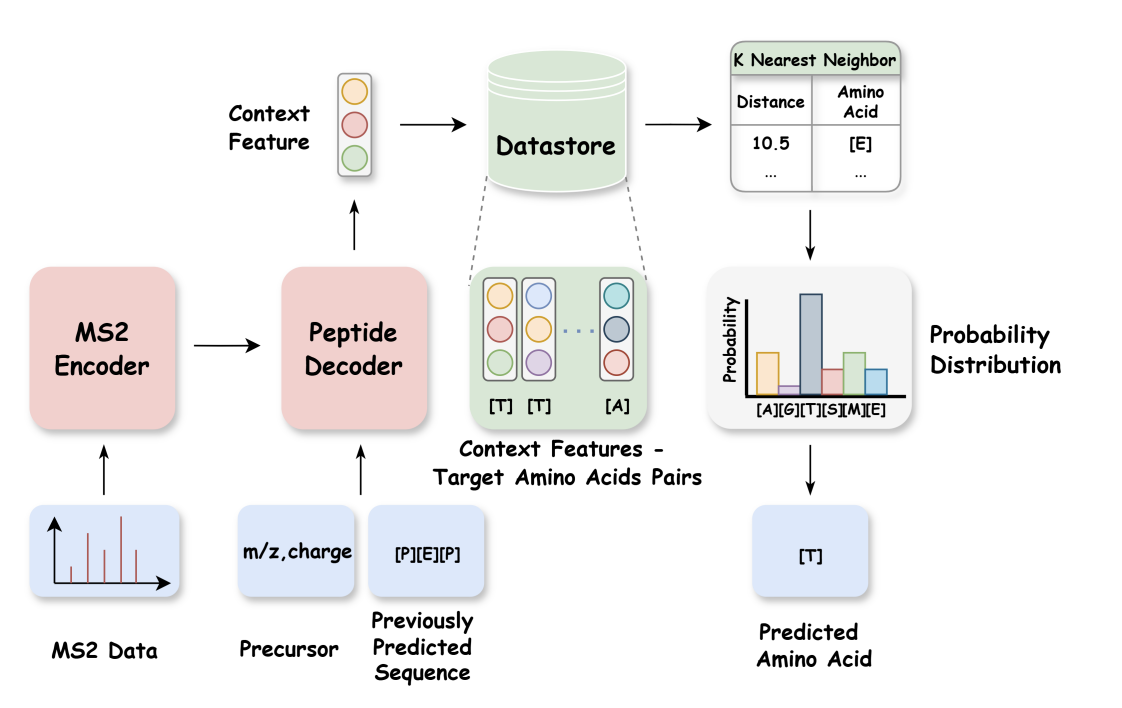 Context
Feature
Datastore
K Nearest Neighbor
Distance
Amino
Acid
10.5
[E]
...
...
MS2
Encoder
Peptide
Decoder
[T]
[T]
[A]
Context Features -
Target Amino Acids Pairs
Probability
[A][G][T][S][M][E]
Probability
Distribution
MS2 Data
m/z,charge
Precursor
[P][E][P]
Previously
Predicted
Sequence
[T]
Predicted
Amino Acid